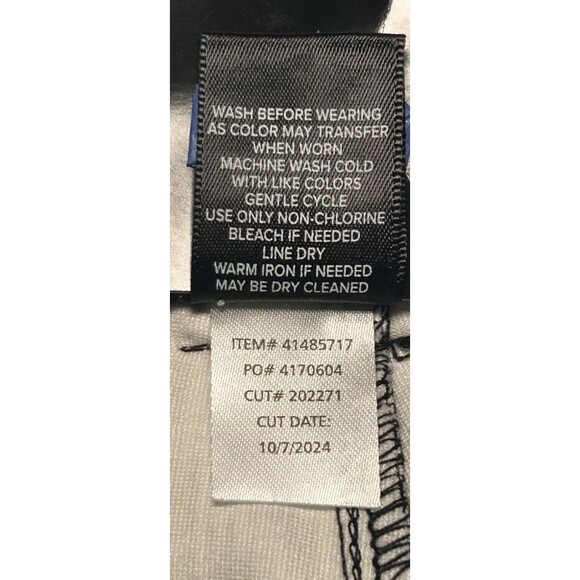 WASH BEFORE WEARING
AS COLOR MAY TRANSFER
WHEN WORN
MACHINE WASH COLD
WITH LIKE COLORS
GENTLE CYCLE
USE ONLY NON-CHLORINE
BLEACH IF NEEDED
LINE DRY
WARM IRON IF NEEDED
MAY BE DRY CLEANED
ITEM# 41485717
PO# 4170604
CUT# 202271
CUT DATE:
10/7/2024